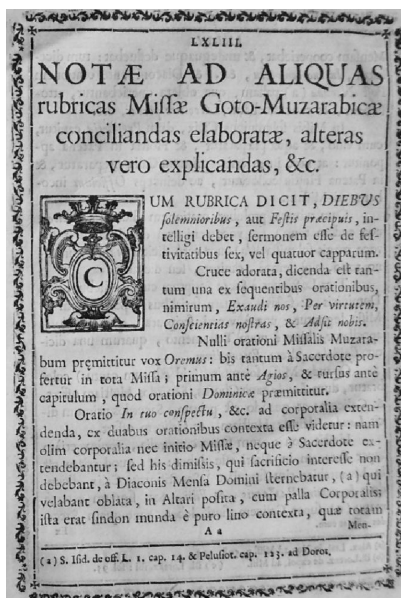 LXLIII.
NOTÆ AD ALIQUAS
rubricas Miſſæ Goto-Muzarabicæ
conciliandas elaboratæ, alteras
vero explicandas, &c.
CUM RUBRICA DICIT, DIEBUS
ſolemnioribus, aut Feſtis præcipuis, in-
telligi debet, ſermonem eſſe de feſ-
tivitatibus ſex, vel quatuor capparum.
Cruce adorata, dicenda eſt tan-
tum una ex ſequentibus orationibus,
nimirum, Exaudi nos, Per virtutem,
Conſcientias noſtras, & Adſit nobis.
Nulli orationi Miſſalis Muzara-
bum pręmittitur vox Oremus: bis tantum à Sacerdote pro-
fertur in tota Miſſa; primum antè Agios, & rurſus antè
capitulum, quod orationi Dominicæ præmittitur.
Oratio In tuo conſpectu, &c. ad corporalia exten-
denda, ex duabus orationibus contexta eſſe videtur: nam
olim corporalia nec initio Miſſæ, neque à Sacerdote ex-
tendebantur; ſed his dimiſſis, qui ſacrificio intereſſe non
debebant, à Diaconis Menſa Domini ſternebatur, (a) qui
velabant oblata, in Altari poſita, cum palla Corporalis;
iſta erat ſindon munda è puro lino contexta, quæ totam
A a
Men-
(a) S. Iſid. de off. L. 1. cap. 14. & Peluſiot. cap. 123. ad Dorot.